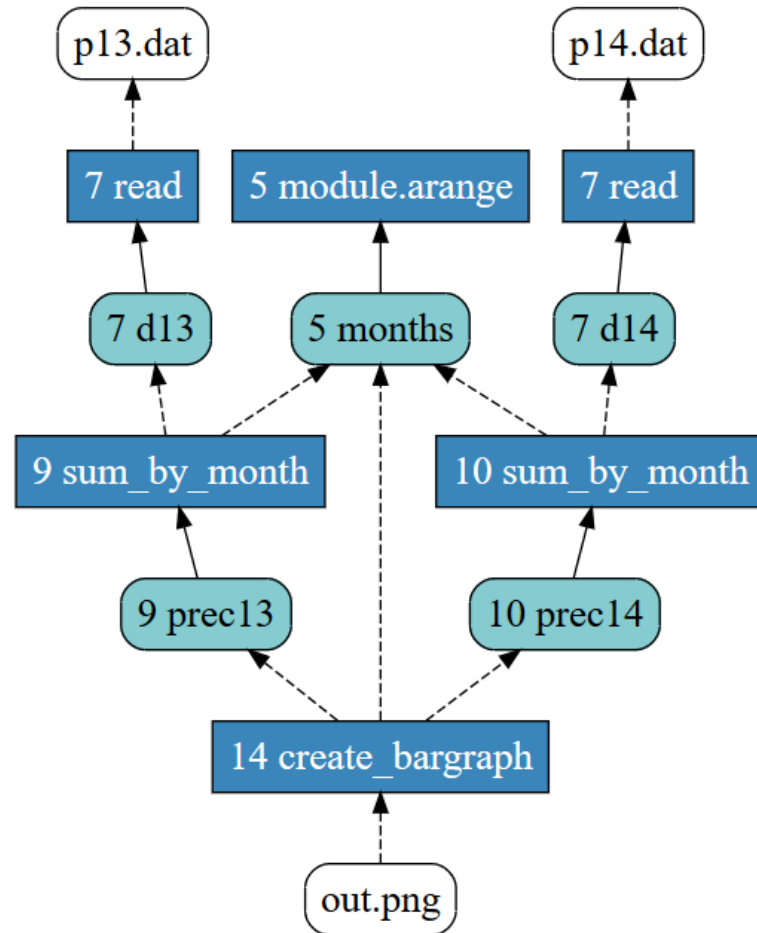 p13.dat
p14.dat
7 read
5 module.arange
7 read
7 d13
5 months
7 d14
9 sum_by_month
10 sum_by_month
9 prec13
10 prec14
14 create_bargraph
out.png